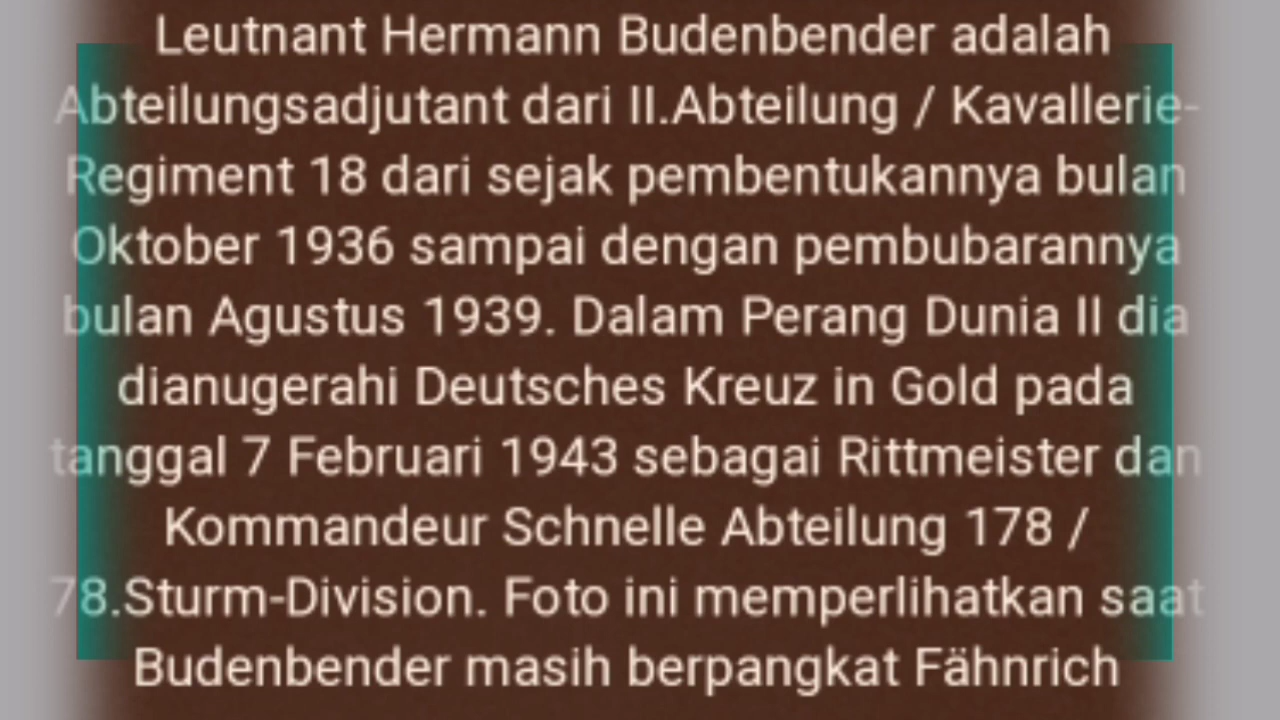 Leutnant Hermann Budenbender adalah
Abteilungsadjutant dari II.Abteilung / Kavallerie-
Regiment 18 dari sejak pembentukannya bulan
Oktober 1936 sampai dengan pembubarannya
bulan Agustus 1939. Dalam Perang Dunia II dia
dianugerahi Deutsches Kreuz in Gold pada
tanggal 7 Februari 1943 sebagai Rittmeister dan
Kommandeur Schnelle Abteilung 178 /
78.Sturm-Division. Foto ini memperlihatkan saat
Budenbender masih berpangkat Fähnrich